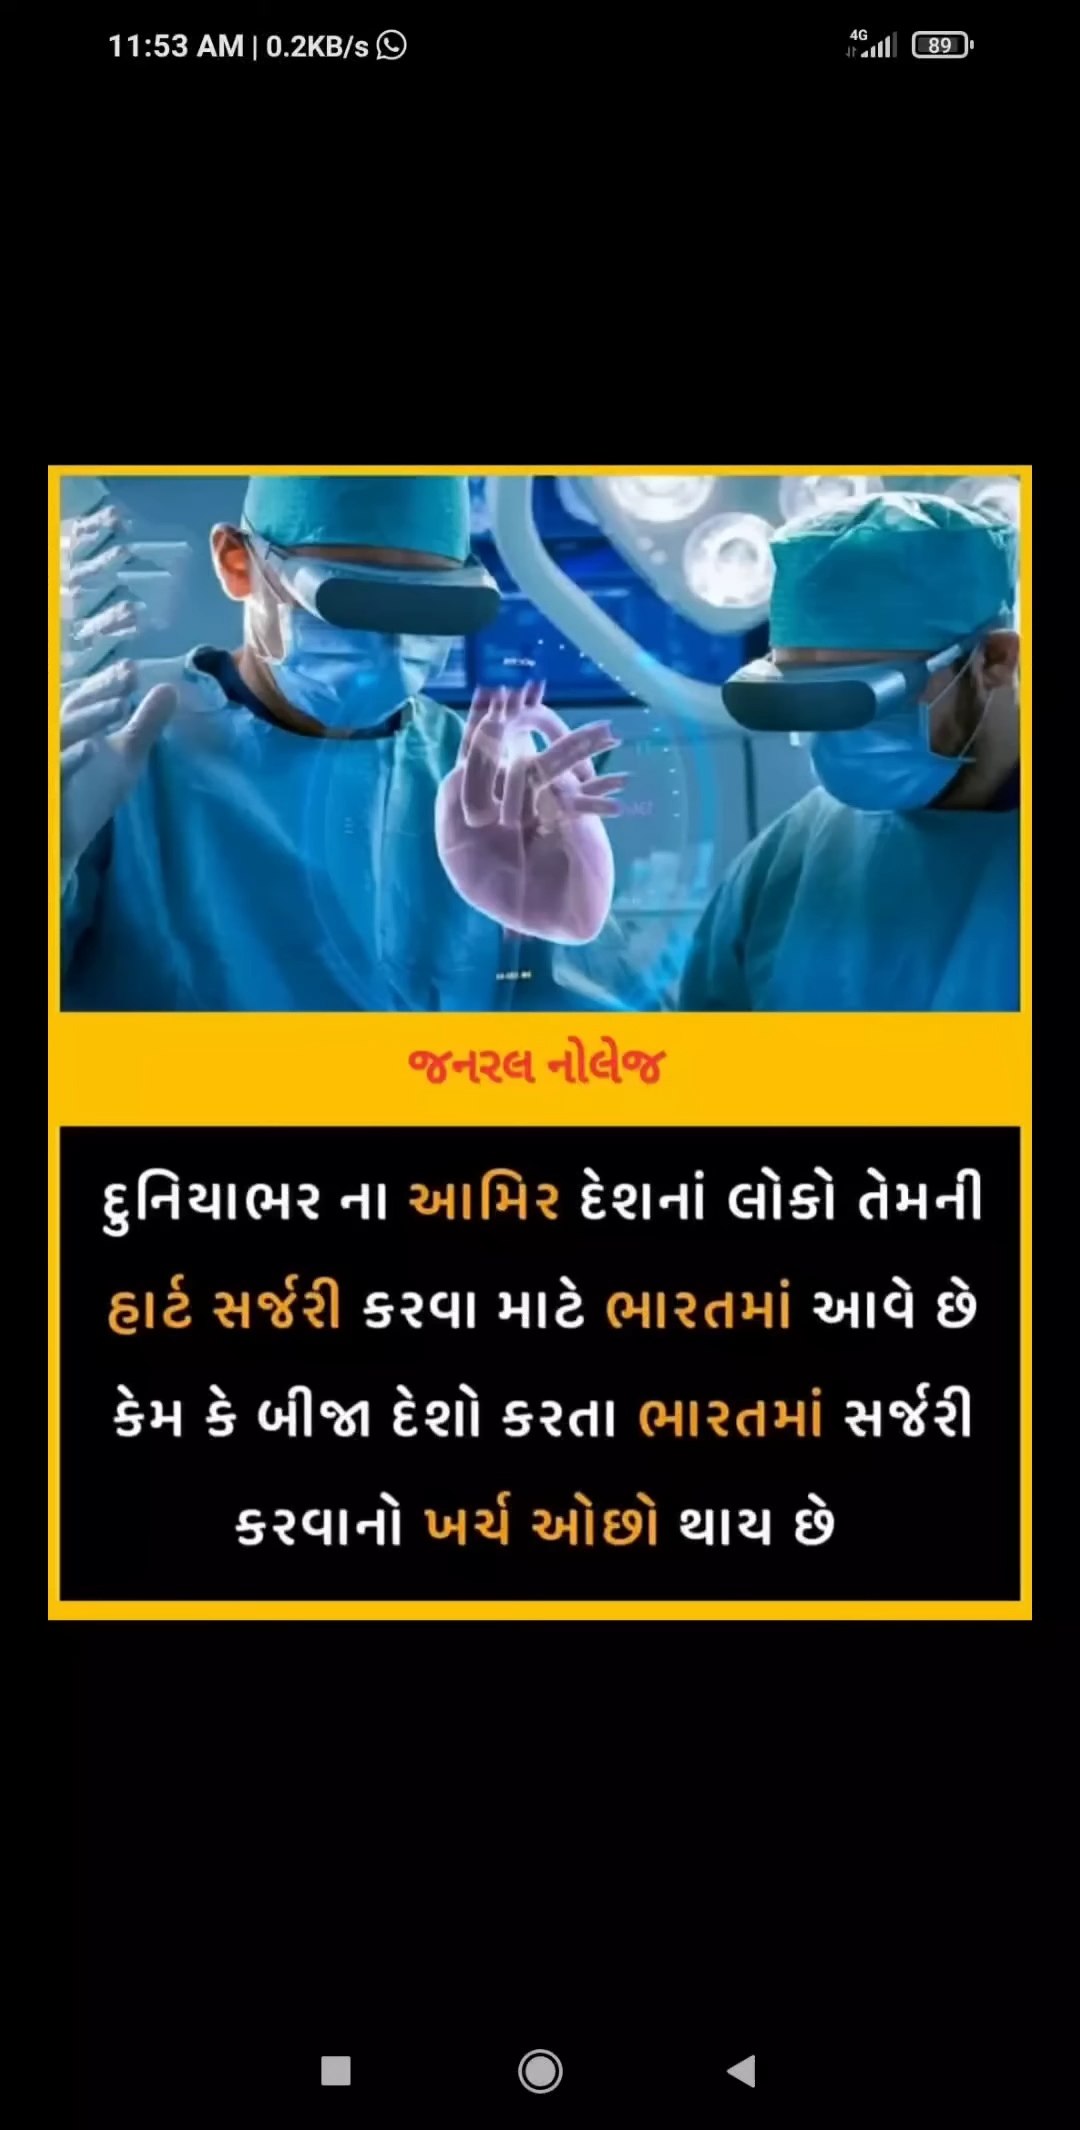 11:53 AM | 0.2KB/s
4G
89
જનરલ નોલેજ
દુનિયાભર ના આમિર દેશનાં લોકો તેમની
હાર્ટ સર્જરી કરવા માટે ભારતમાં આવે છે
કેમ કે બીજા દેશો કરતા ભારતમાં સર્જરી
કરવાનો ખર્ચ ઓછો થાય છે